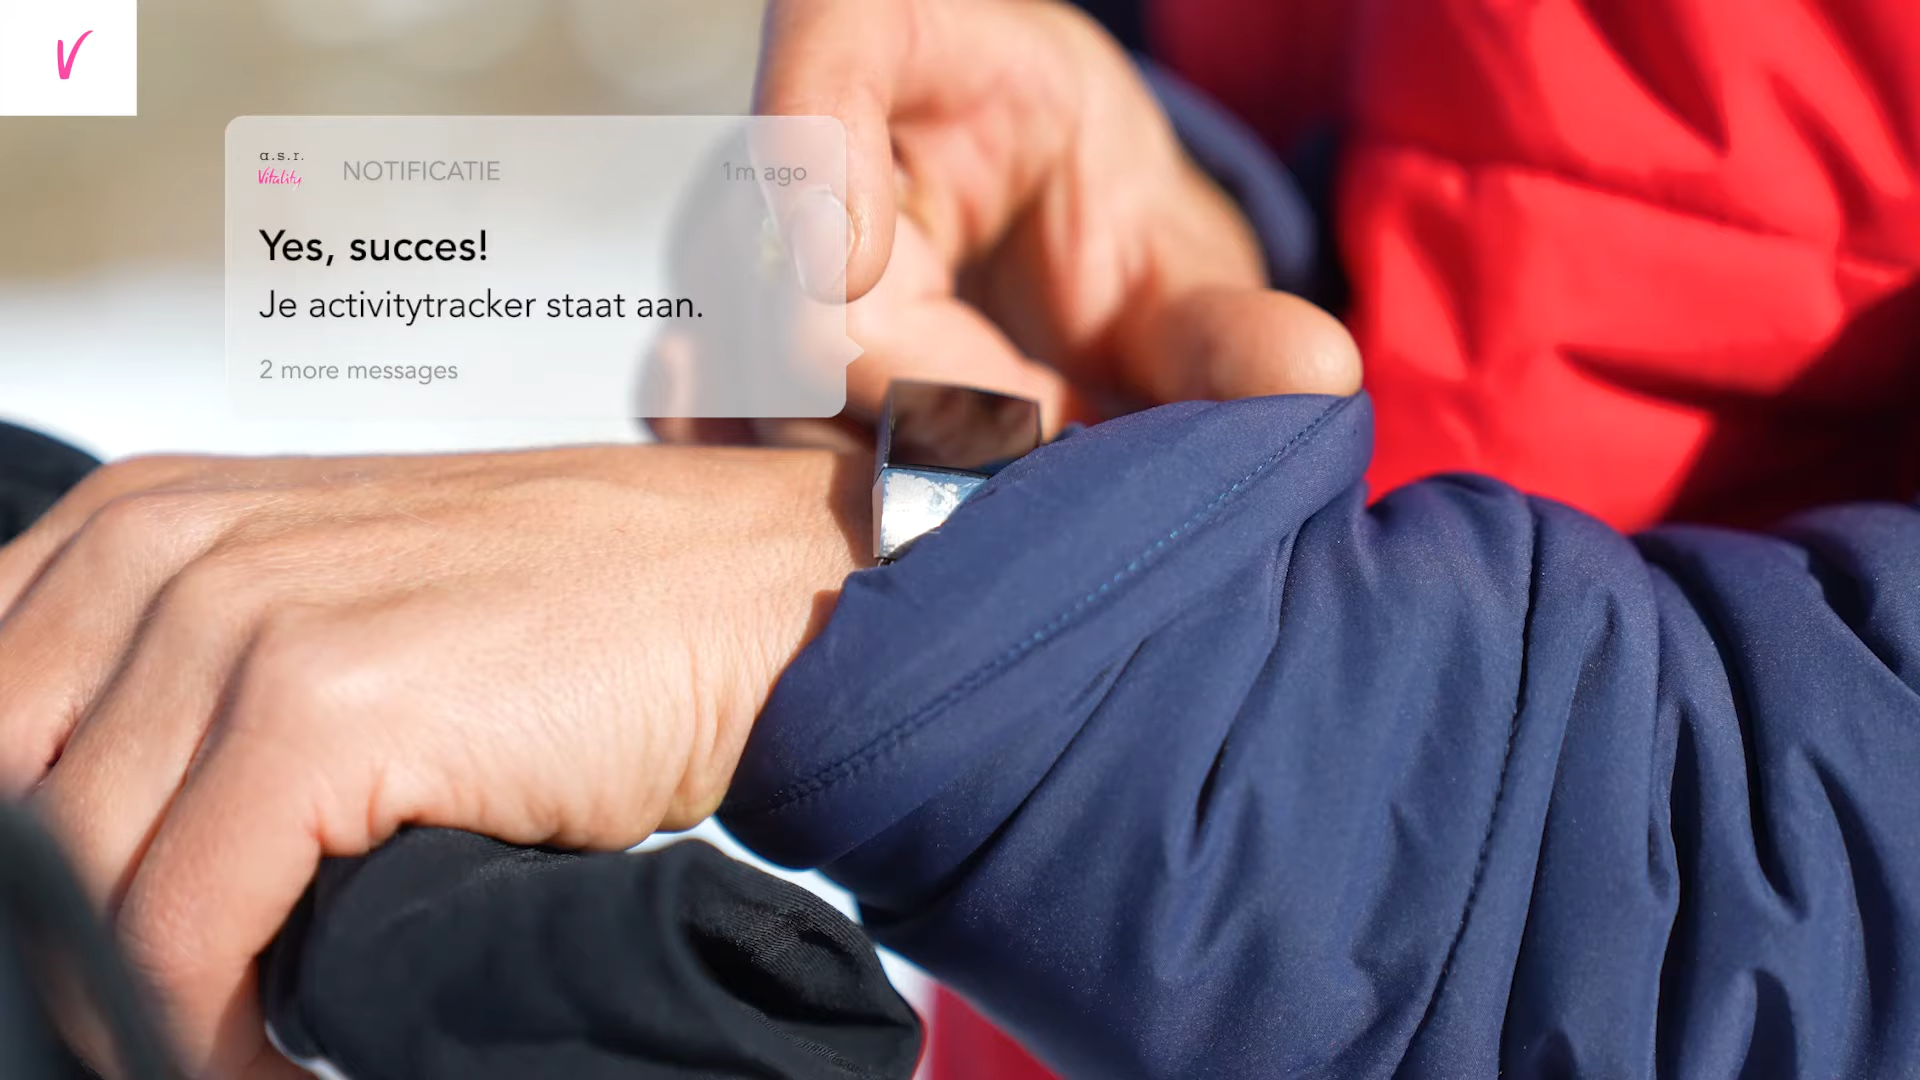 V
a.s.r.
Vitality
NOTIFICATIE
1m ago
Yes, succes!
Je activitytracker staat aan.
2 more messages